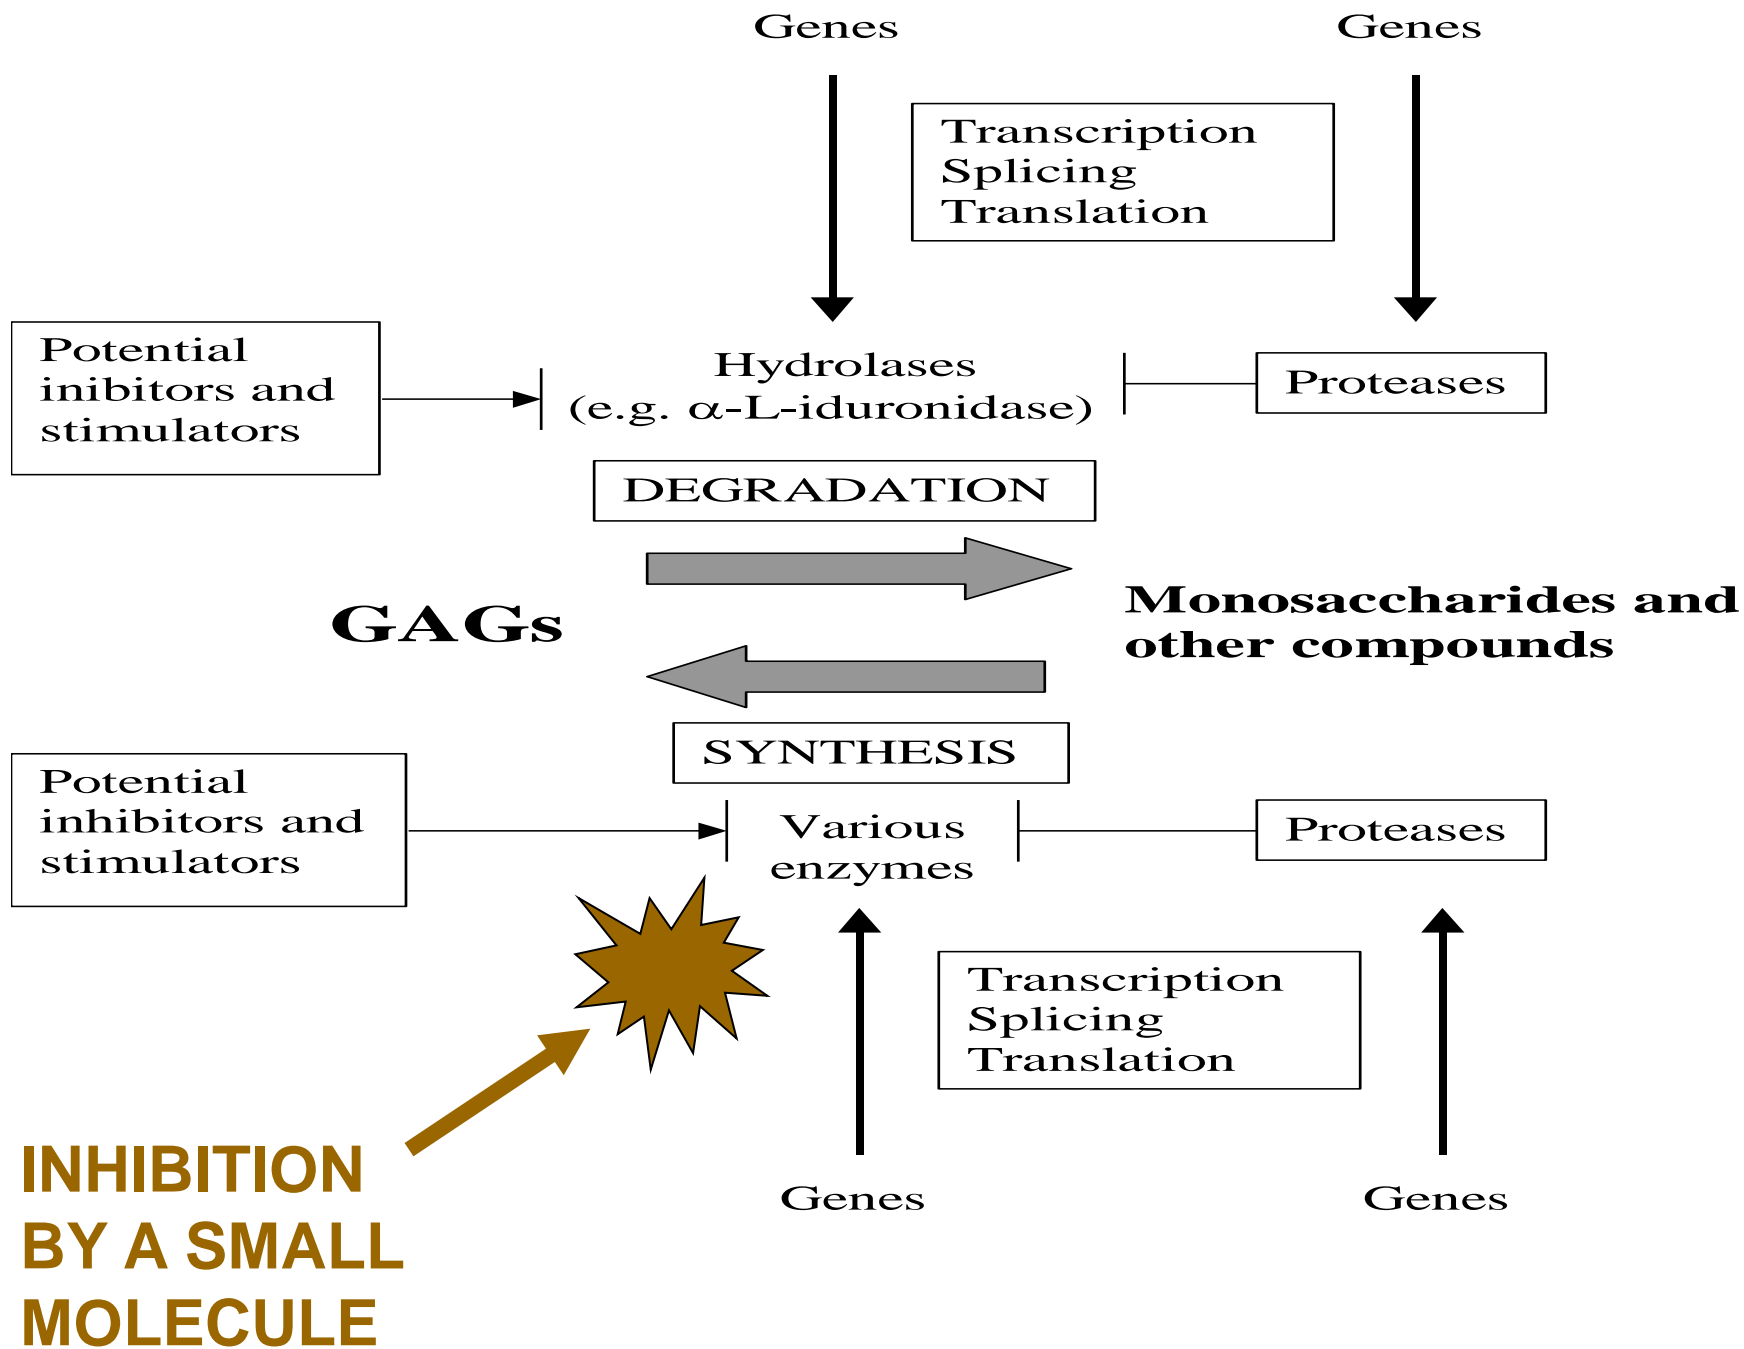 Genes
Genes
Transcription
Splicing
Translation
Potential
inibitors and
stimulators
Hydrolases
(e.g. α-L-iduronidase)
Proteases
DEGRADATION
GAGs
Monosaccharides and
other compounds
SYNTHESIS
Potential
inhibitors and
stimulators
Various
enzymes
Proteases
Transcription
Splicing
Translation
Genes
Genes
INHIBITION
BY A SMALL
MOLECULE